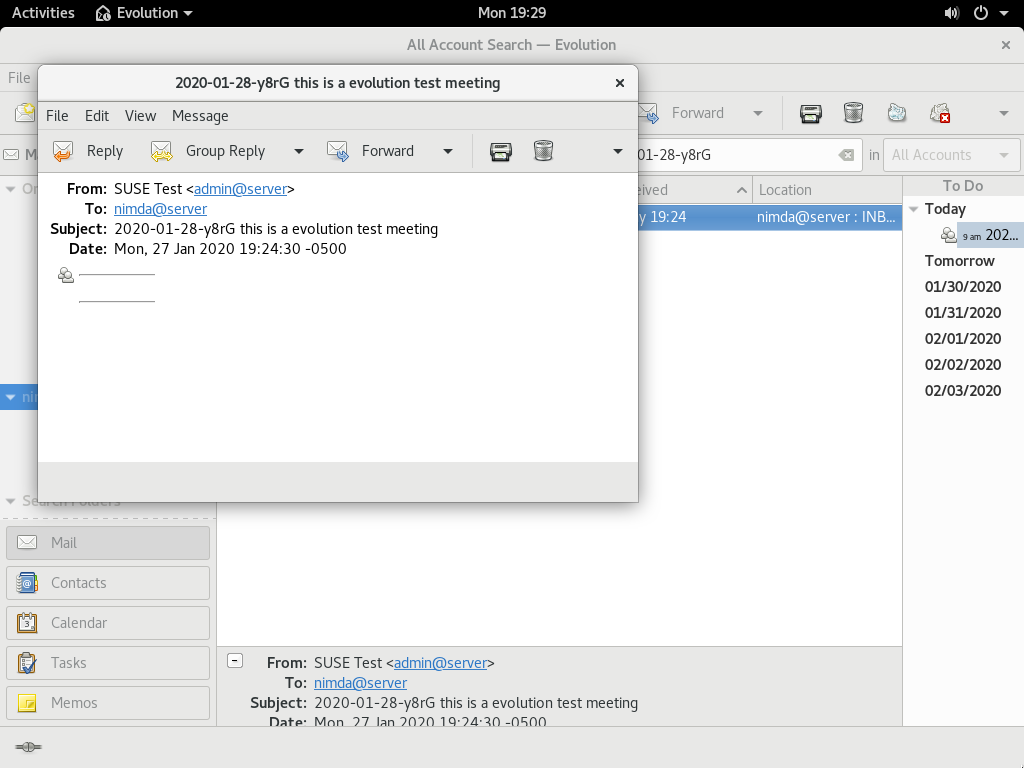 Activities Evolution Mon 19:29
All Account Search — Evolution
File
2020-01-28-y8rG this is a evolution test meeting
File Edit View Message
Forward
Reply Group Reply Forward
01-28-y8rG in All Accounts
From: SUSE Test <admin@server>
To: nimda@server
Subject: 2020-01-28-y8rG this is a evolution test meeting
Date: Mon, 27 Jan 2020 19:24:30 -0500
Location
19:24 nimda@server : INB...
To Do
Today
9 am 202...
Tomorrow
01/30/2020
01/31/2020
02/01/2020
02/02/2020
02/03/2020
Search Folders
Mail
Contacts
Calendar
Tasks
Memos
From: SUSE Test <admin@server>
To: nimda@server
Subject: 2020-01-28-y8rG this is a evolution test meeting
Date: Mon, 27 Jan 2020 19:24:30 -0500